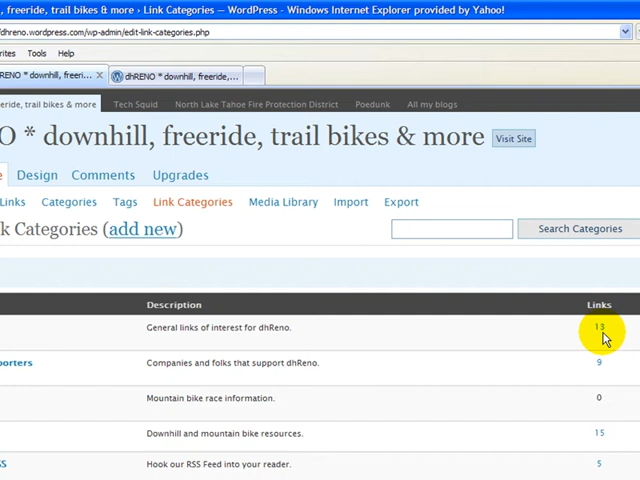 , freeride, trail bikes & more › Link Categories — WordPress - Windows Internet Explorer provided by Yahoo!
/dhreno.wordpress.com/wp-admin/edit-link-categories.php
rites Tools Help
hRENO * downhill, freeri... × dhRENO * downhill, freeride,...
eride, trail bikes & more Tech Squid North Lake Tahoe Fire Protection District Poedunk All my blogs
O * downhill, freeride, trail bikes & more Visit Site
e Design Comments Upgrades
Links Categories Tags Link Categories Media Library Import Export
k Categories (add new) Search Categories
Description Links
General links of interest for dhReno. 13
porters Companies and folks that support dhReno. 9
Mountain bike race information. 0
Downhill and mountain bike resources. 15
SS Hook our RSS Feed into your reader. 5